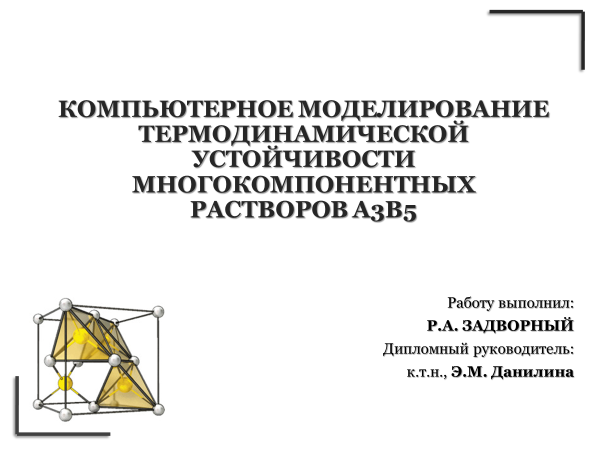 КОМПЬЮТЕРНОЕ МОДЕЛИРОВАНИЕ
ТЕРМОДИНАМИЧЕСКОЙ
УСТОЙЧИВОСТИ
МНОГОКОМПОНЕНТНЫХ
РАСТВОРОВ А3В5
Работу выполнил:
Р.А. ЗАДВОРНЫЙ
Дипломный руководитель:
к.т.н., Э.М. Данилина